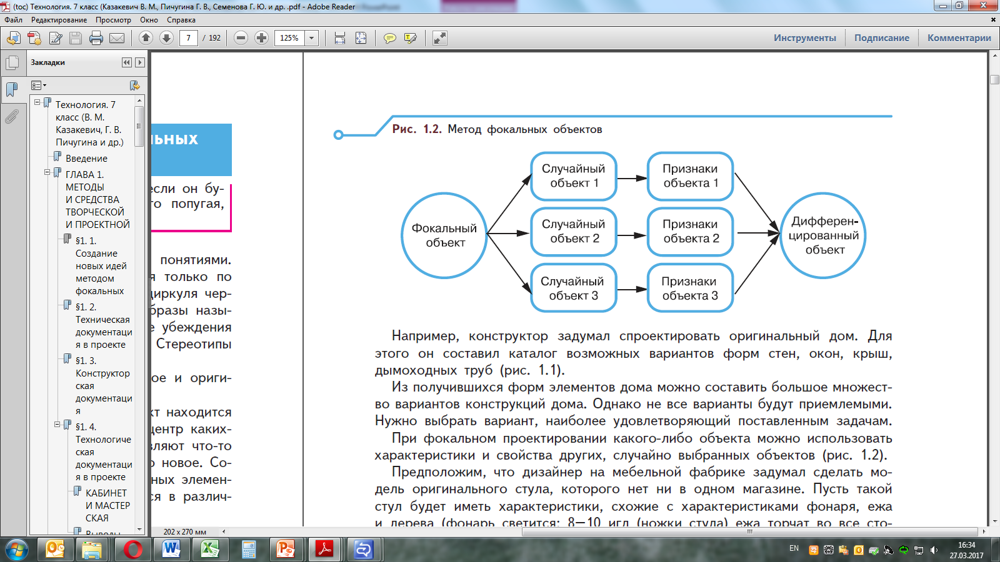 (toc) Технология. 7 класс (Казакевич В. М., Пичугина Г. В., Семенова Г. Ю. и др. .pdf - Adobe Reader
Файл Редактирование Просмотр Окно Справка
7 / 192 125% Инструменты Подписание Комментарии
Закладки
Технология. 7
класс (В. М.
Казакевич, Г. В.
Пичугина и др.)
Введение
ГЛАВА 1.
МЕТОДЫ
И СРЕДСТВА
ТВОРЧЕСКОЙ
И ПРОЕКТНОЙ
§1. 1.
Создание
новых идей
методом
фокальных
§1. 2.
Техническая
документаци
я в проекте
§1. 3.
Конструктор
ская
документаци
я
§1. 4.
Технологиче
ская
документаци
я в проекте
КАБИНЕТ
И МАСТЕР
СКАЯ
Выводы
ьных
если он бу-
го попугая,
понятиями.
я только по
циркуля чер-
бразы назы-
е убеждения
Стереотипы
ое и ориги-
кт находится
центр каких-
вляют что-то
о новое. Со-
ных элемен-
ся в различ-
Рис. 1.2. Метод фокальных объектов
Фокальный
объект
Случайный
объект 1
Признаки
объекта 1
Случайный
объект 2
Признаки
объекта 2
Случайный
объект 3
Признаки
объекта 3
Дифферен-
цированный
объект
Например, конструктор задумал спроектировать оригинальный дом. Для
этого он составил каталог возможных вариантов форм стен, окон, крыш,
дымоходных труб (рис. 1.1).
Из получившихся форм элементов дома можно составить большое множест-
во вариантов конструкций дома. Однако не все варианты будут приемлемыми.
Нужно выбрать вариант, наиболее удовлетворяющий поставленным задачам.
При фокальном проектировании какого-либо объекта можно использовать
характеристики и свойства других, случайно выбранных объектов (рис. 1.2).
Предположим, что дизайнер на мебельной фабрике задумал сделать мо-
дель оригинального стула, которого нет ни в одном магазине. Пусть такой
стул будет иметь характеристики, схожие с характеристиками фонаря, ежа
и дерева (фонарь светится; 8—10 игл (ножки стула) ежа торчат во все сто-
202 x 270 мм
EN
16:34
27.03.2017